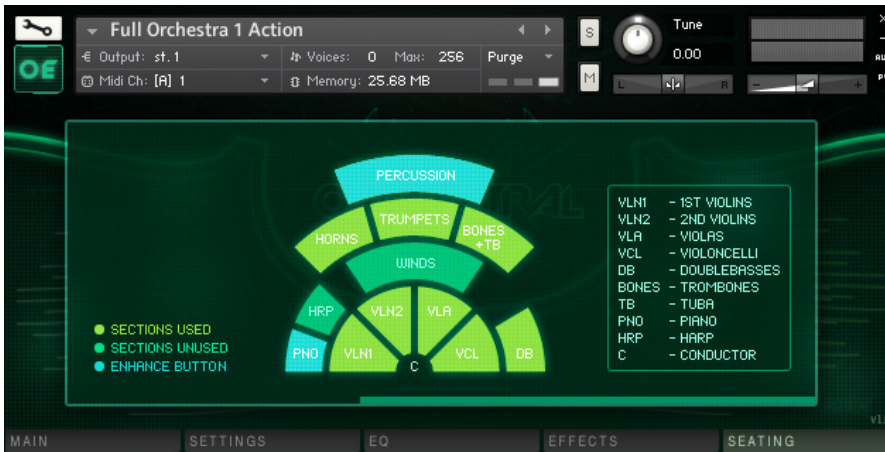 Full Orchestra 1 Action
Output: st.1
Voices: 0 Max: 256
Purge
Midi Ch: [A] 1
Memory: 25.68 MB
S
M
Tune
0.00
L
R
-
+
OE
PERCUSSION
HORNS
TRUMPETS
BONES
+TB
WINDS
HRP
VLN2
VLA
PNO
VLN1
C
VCL
DB
SECTIONS USED
SECTIONS UNUSED
ENHANCE BUTTON
VLN1 - 1ST VIOLINS
VLN2 - 2ND VIOLINS
VLA - VIOLAS
VCL - VIOLONCELLI
DB - DOUBLEBASSES
BONES - TROMBONES
TB - TUBA
PNO - PIANO
HRP - HARP
C - CONDUCTOR
MAIN
SETTINGS
EQ
EFFECTS
SEATING